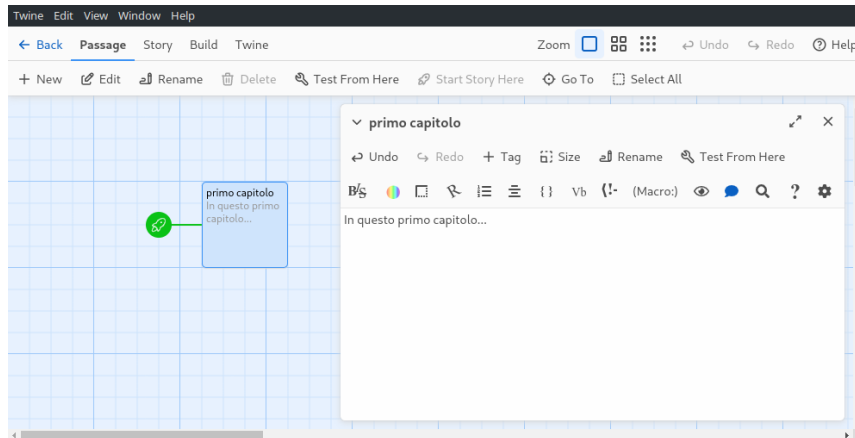 Twine Edit View Window Help
Back Passage Story Build Twine Zoom Undo Redo Help
New Edit Rename Delete Test From Here Start Story Here Go To Select All
primo capitolo
Undo Redo Tag Size Rename Test From Here
(Macro:)
In questo primo capitolo...
primo capitolo
In questo primo
capitolo...